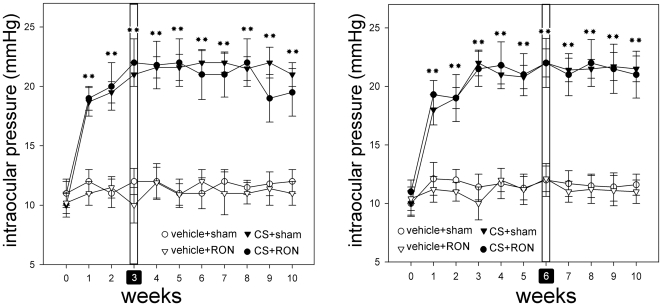 intraocular pressure (mmHg)
25
20
15
10
5
** ** ** ** ** ** ** ** ** **
vehicle+sham CS+sham
vehicle+RON CS+RON
0 1 2 3 4 5 6 7 8 9 10
weeks
intraocular pressure (mmHg)
25
20
15
10
5
** ** ** ** ** ** ** ** ** **
vehicle+sham CS+sham
vehicle+RON CS+RON
0 1 2 3 4 5 6 7 8 9 10
weeks